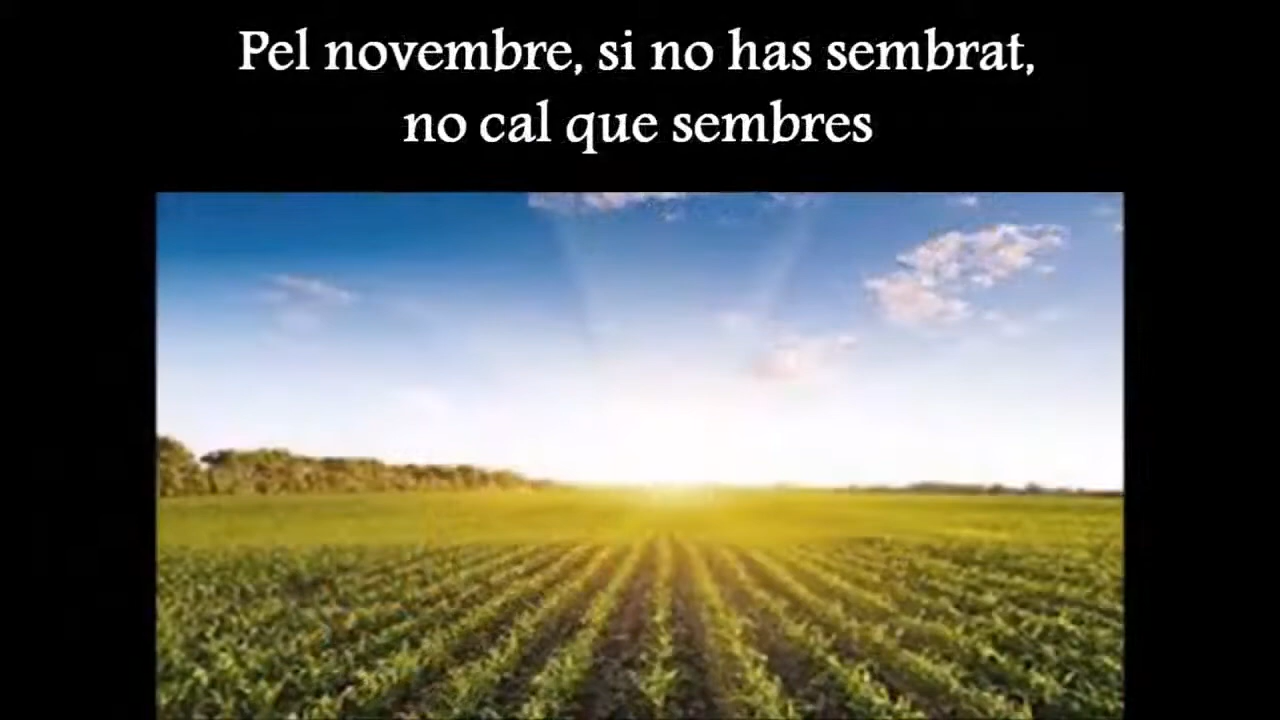 Pel novembre, si no has sembrat,
no cal que sembres